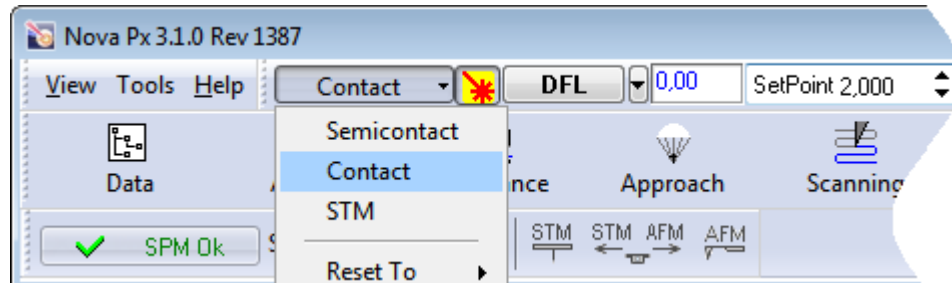 Nova Px 3.1.0 Rev 1387
View Tools Help Contact DFL 0,00 SetPoint 2,000
Semicontact
Contact
STM
Reset To
Data Approach Scanning
SPM Ok STM STM AFM AFM